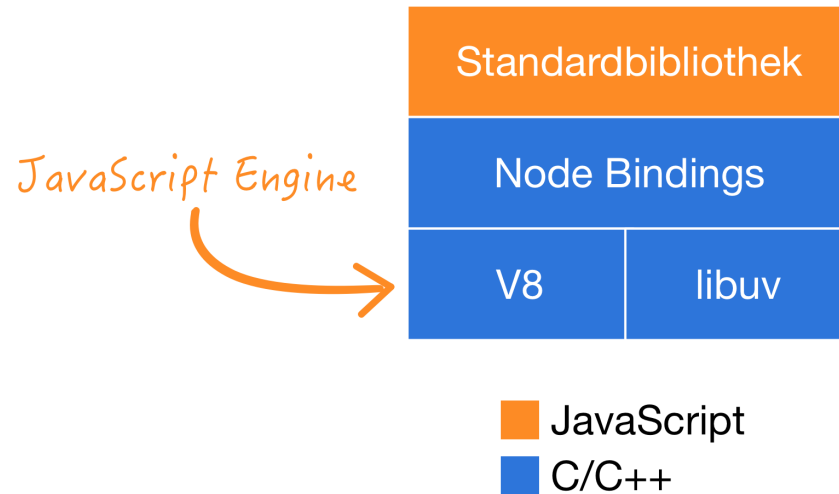 Standardbibliothek
Node Bindings
JavaScript Engine
V8
libuv
JavaScript
C/C++